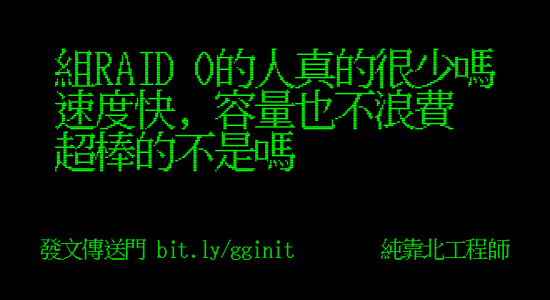 組RAID 0的人真的很少嗎
速度快, 容量也不浪費
超棒的不是嗎
發文傳送門 bit.ly/gginit 純靠北工程師